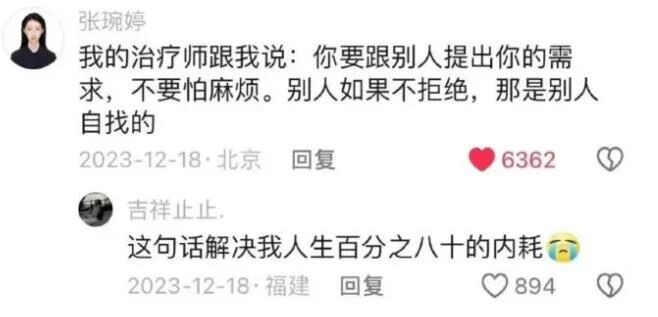 张琬婷
我的治疗师跟我说：你要跟别人提出你的需
求，不要怕麻烦。别人如果不拒绝，那是别人
自找的
2023-12-18·北京 回复 6362
吉祥止止.
这句话解决我人生百分之八十的内耗😭
2023-12-18·福建 回复 894